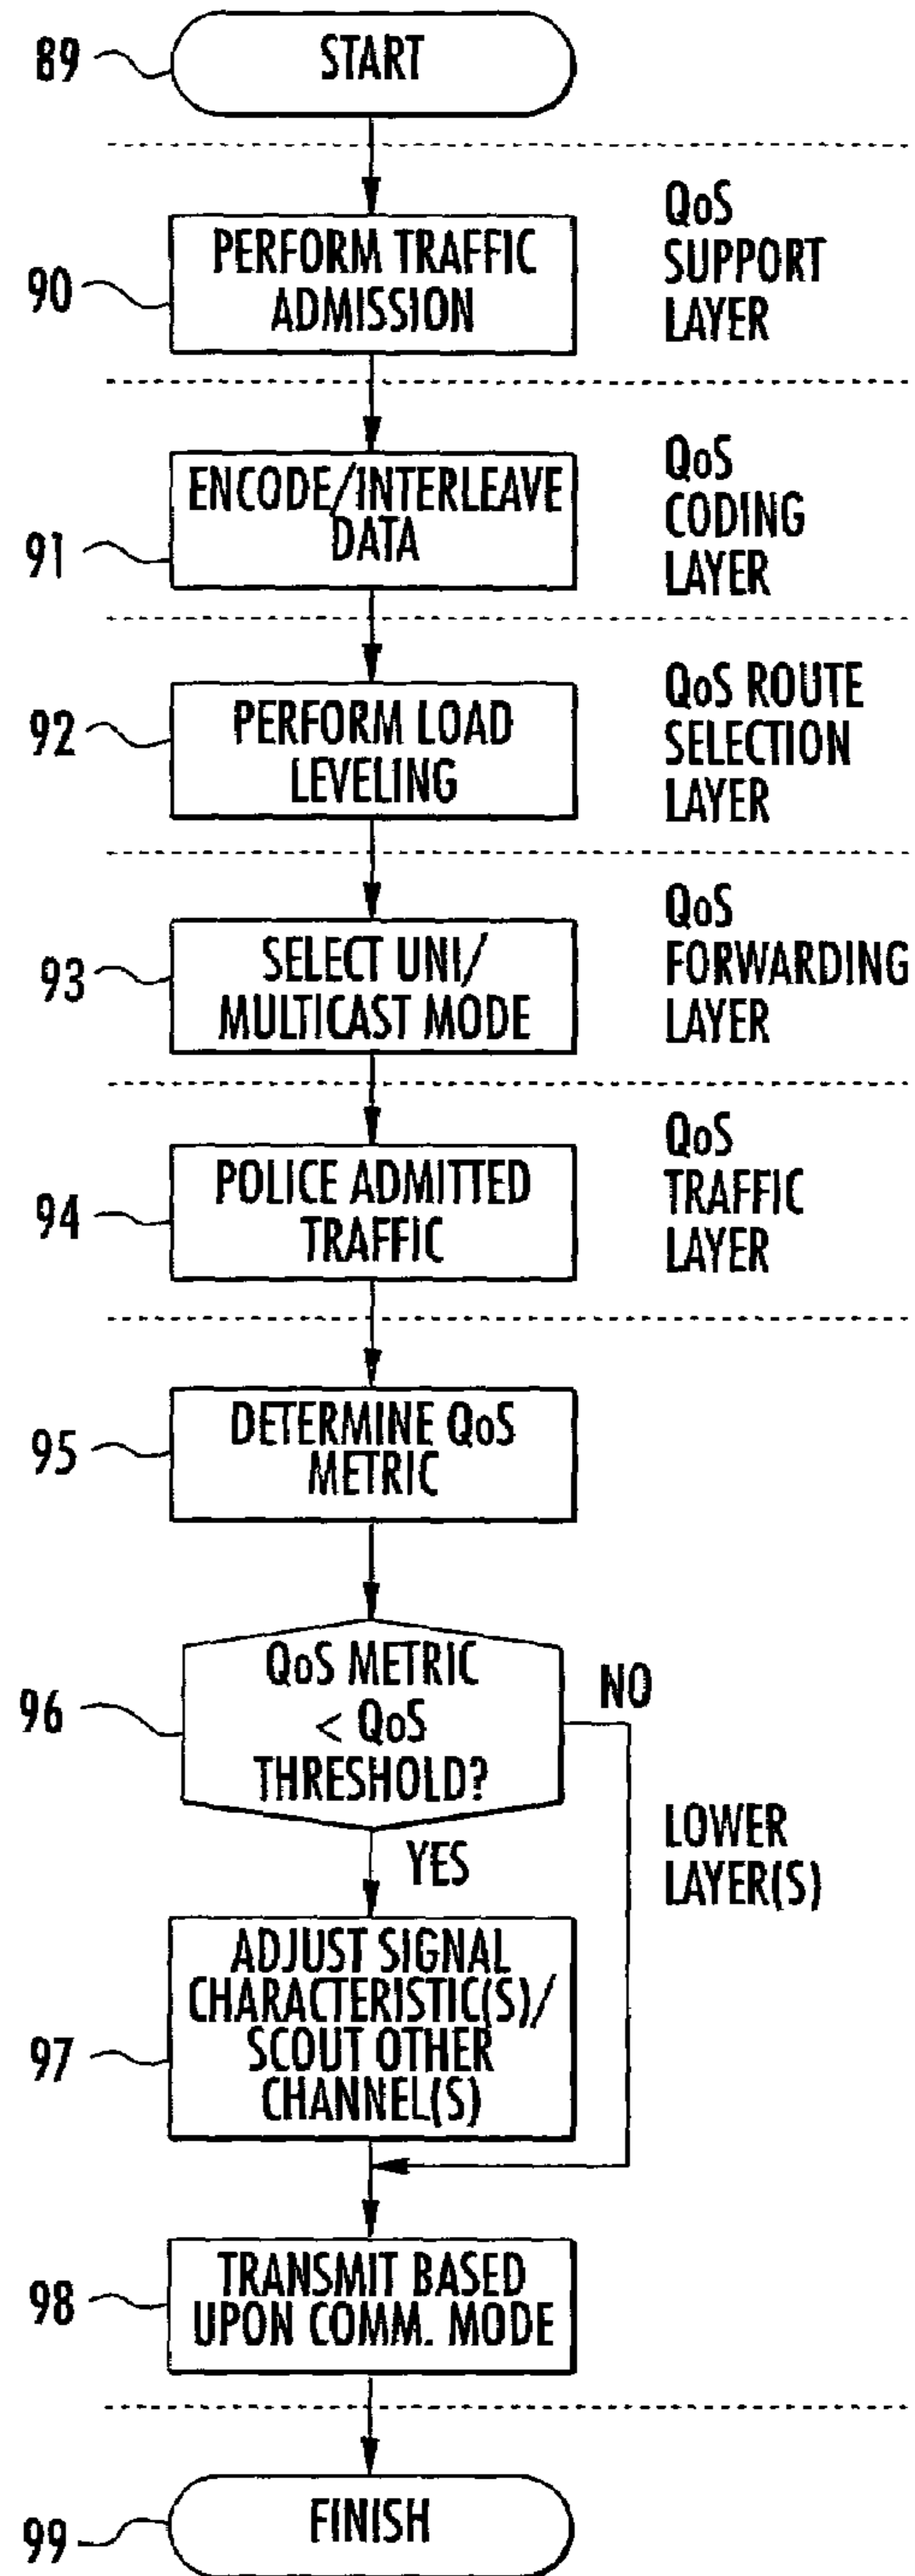 89
START
90
PERFORM TRAFFIC
ADMISSION
QoS
SUPPORT
LAYER
91
ENCODE/INTERLEAVE
DATA
QoS
CODING
LAYER
92
PERFORM LOAD
LEVELING
QoS ROUTE
SELECTION
LAYER
93
SELECT UNI/
MULTICAST MODE
QoS
FORWARDING
LAYER
94
POLICE ADMITTED
TRAFFIC
QoS
TRAFFIC
LAYER
95
DETERMINE QoS
METRIC
96
QoS METRIC
< QoS
THRESHOLD?
NO
YES
LOWER
LAYER(S)
97
ADJUST SIGNAL
CHARACTERISTIC(S)/
SCOUT OTHER
CHANNEL(S)
98
TRANSMIT BASED
UPON COMM. MODE
99
FINISH